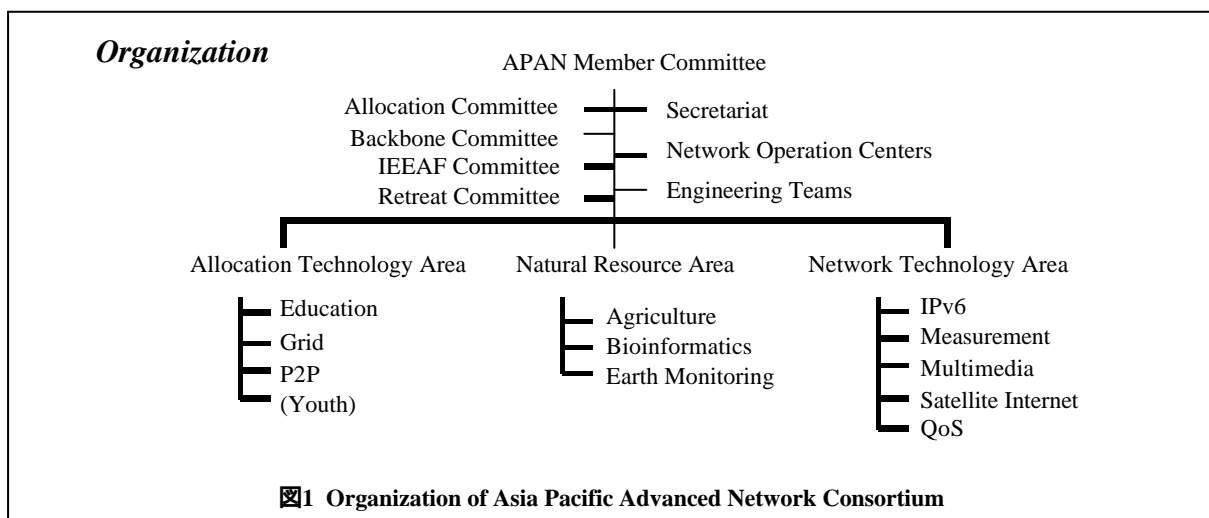 Organization
APAN Member Committee
Allocation Committee
Secretariat
Backbone Committee
Network Operation Centers
IEEAF Committee
Engineering Teams
Retreat Committee
Allocation Technology Area
Education
Grid
P2P
(Youth)
Natural Resource Area
Agriculture
Bioinformatics
Earth Monitoring
Network Technology Area
IPv6
Measurement
Multimedia
Satellite Internet
QoS
図1 Organization of Asia Pacific Advanced Network Consortium